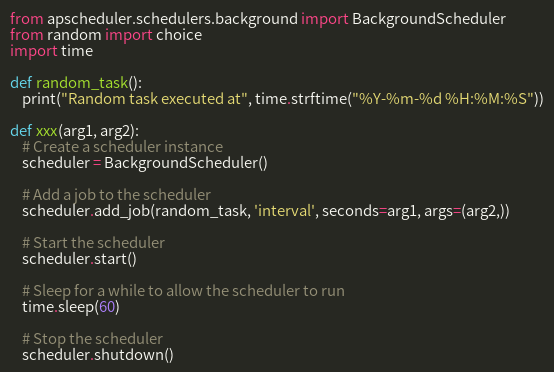 from apscheduler.schedulers.background import BackgroundScheduler
from random import choice
import time

def random_task():
    print("Random task executed at", time.strftime("%Y-%m-%d %H:%M:%S"))

def xxx(arg1, arg2):
    # Create a scheduler instance
    scheduler = BackgroundScheduler()

    # Add a job to the scheduler
    scheduler.add_job(random_task, 'interval', seconds=arg1, args=(arg2,))

    # Start the scheduler
    scheduler.start()

    # Sleep for a while to allow the scheduler to run
    time.sleep(60)

    # Stop the scheduler
    scheduler.shutdown()